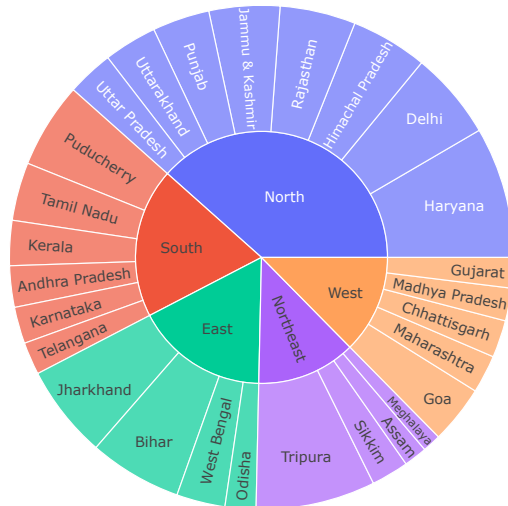 North
Haryana
Delhi
Himachal Pradesh
Rajasthan
Jammu & Kashmir
Punjab
Uttarakhand
Uttar Pradesh
South
Puducherry
Tamil Nadu
Kerala
Andhra Pradesh
Karnataka
Telangana
East
Jharkhand
Bihar
West Bengal
Odisha
Northeast
Tripura
Sikkim
Assam
Meghalaya
West
Goa
Maharashtra
Chhattisgarh
Madhya Pradesh
Gujarat